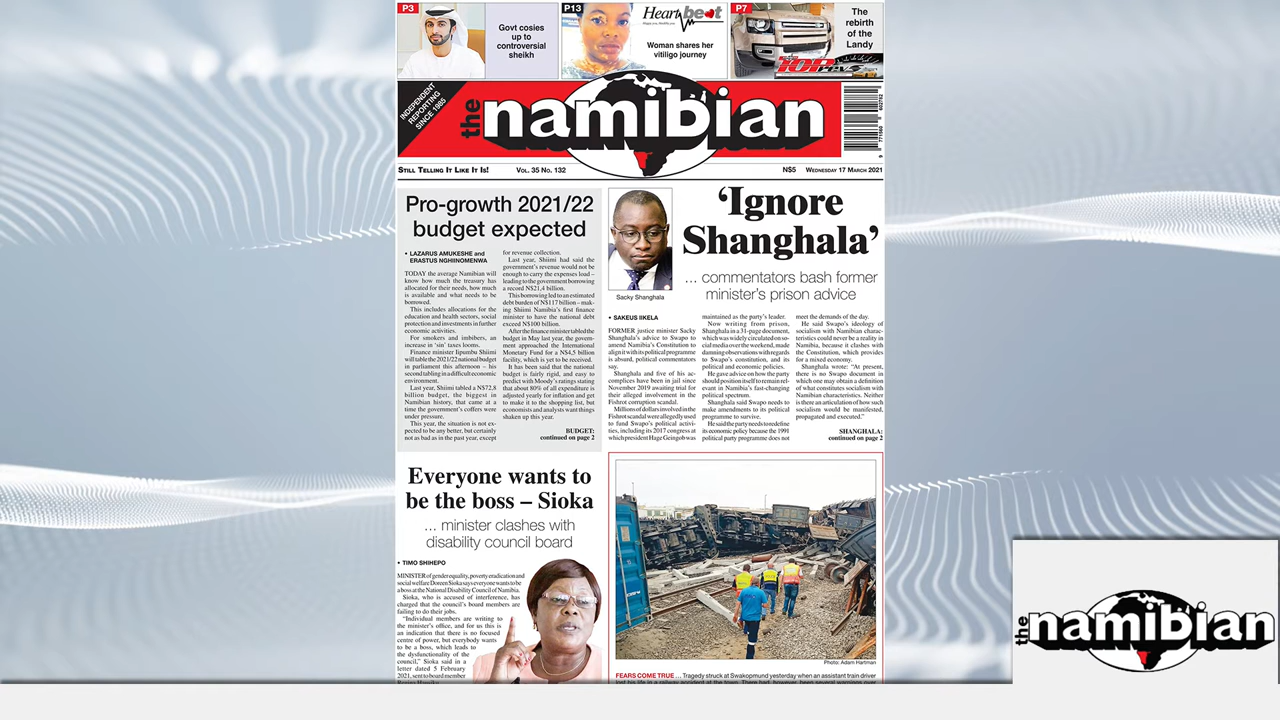 P3
Govt cosies
up to
controversial
sheikh
P13
Heartbeat
Woman shares her
vitiligo journey
P7
The
rebirth
of the
Landy
TOP
INDEPENDENT
REPORTING
SINCE 1985
the namibian
STILL TELLING IT LIKE IT IS!
VOL. 35 NO. 132
N$5
WEDNESDAY 17 MARCH 2021
Pro-growth 2021/22
budget expected
• LAZARUS AMUKESHE and
ERASTUS NGHINOMENWA
TODAY the average Namibian will
know how much the treasury has
allocated for their needs, how much
is available and what needs to be
borrowed.
This includes allocations for the
education and health sectors, social
protection and investments in further
economic activities.
For smokers and imbibers, an
increase in 'sin' taxes looms.
Finance minister Iipumbu Shiimi
will table the 2021/22 national budget
in parliament this afternoon – his
second tabling in a difficult economic
environment.
Last year, Shiimi tabled a N$72.8
billion budget, the biggest in
Namibian history, that came at a
time the government's coffers were
under pressure.
This year, the situation is not ex-
pected to be any better, but certainly
not as bad as in the past year, except
for revenue collection.
Last year, Shiimi had said the
government's revenue would not be
enough to carry the expenses load –
leading to the government borrowing
a record N$21,4 billion.
This borrowing led to an estimated
debt burden of N$117 billion – mak-
ing Shiimi Namibia's first finance
minister to have the national debt
exceed N$100 billion.
After the finance minister tabled the
budget in May last year, the govern-
ment approached the International
Monetary Fund for a N$4,5 billion
facility, which is yet to be received.
It has been said that the national
budget is fairly rigid, and easy to
predict with Moody's ratings stating
that about 80% of all expenditure is
adjusted yearly for inflation and get
to make it to the shopping list, but
economists and analysts want things
shaken up this year.
BUDGET:
continued on page 2
Sacky Shanghala
'Ignore
Shanghala'
... commentators bash former
minister's prison advice
• SAKEUS IIKELA
FORMER justice minister Sacky
Shanghala's advice to Swapo to
amend Namibia's Constitution to
align it with its political programme
is absurd, political commentators
say.
Shanghala and five of his ac-
complices have been in jail since
November 2019 awaiting trial for
their alleged involvement in the
Fishrot corruption scandal.
Millions of dollars involved in the
Fishrot scandal were allegedly used
to fund Swapo's political activi-
ties, including its 2017 congress at
which president Hage Geingob was
maintained as the party's leader.
Now writing from prison,
Shanghala in a 31-page document,
which was widely circulated on so-
cial media over the weekend, made
damning observations with regards
to Swapo's constitution, and its
political and economic policies.
He gave advice on how the party
should position itself to remain rel-
evant in Namibia's fast-changing
political spectrum.
Shanghala said Swapo needs to
make amendments to its political
programme to survive.
He said the party needs to redefine
its economic policy because the 1991
political party programme does not
meet the demands of the day.
He said Swapo's ideology of
socialism with Namibian charac-
teristics could never be a reality in
Namibia, because it clashes with
the Constitution, which provides
for a mixed economy.
Shanghala wrote: "At present,
there is no Swapo document in
which one may obtain a definition
of what constitutes socialism with
Namibian characteristics. Neither
is there an articulation of how such
socialism would be manifested,
propagated and executed."
SHANGHALA:
continued on page 2
Everyone wants to
be the boss – Sioka
... minister clashes with
disability council board
• TIMO SHIHEPO
MINISTER of gender equality, poverty eradication and
social welfare Doreen Sioka says everyone wants to be
a boss at the National Disability Council of Namibia.
Sioka, who is accused of interference, has
charged that the council's board members are
failing to do their jobs.
"Individual members are writing to
the minister's office, and for us this is
an indication that there is no focused
centre of power, but everybody wants
to be a boss, which leads to
the dysfunctionality of the
council," Sioka said in a
letter dated 5 February
2021, sent to board member
Photo: Adam Hartman
FEARS COME TRUE ... Tragedy struck at Swakopmund yesterday when an assistant train driver
lost his life in a railway accident at the town. There had, however, been several warnings over
the namibian